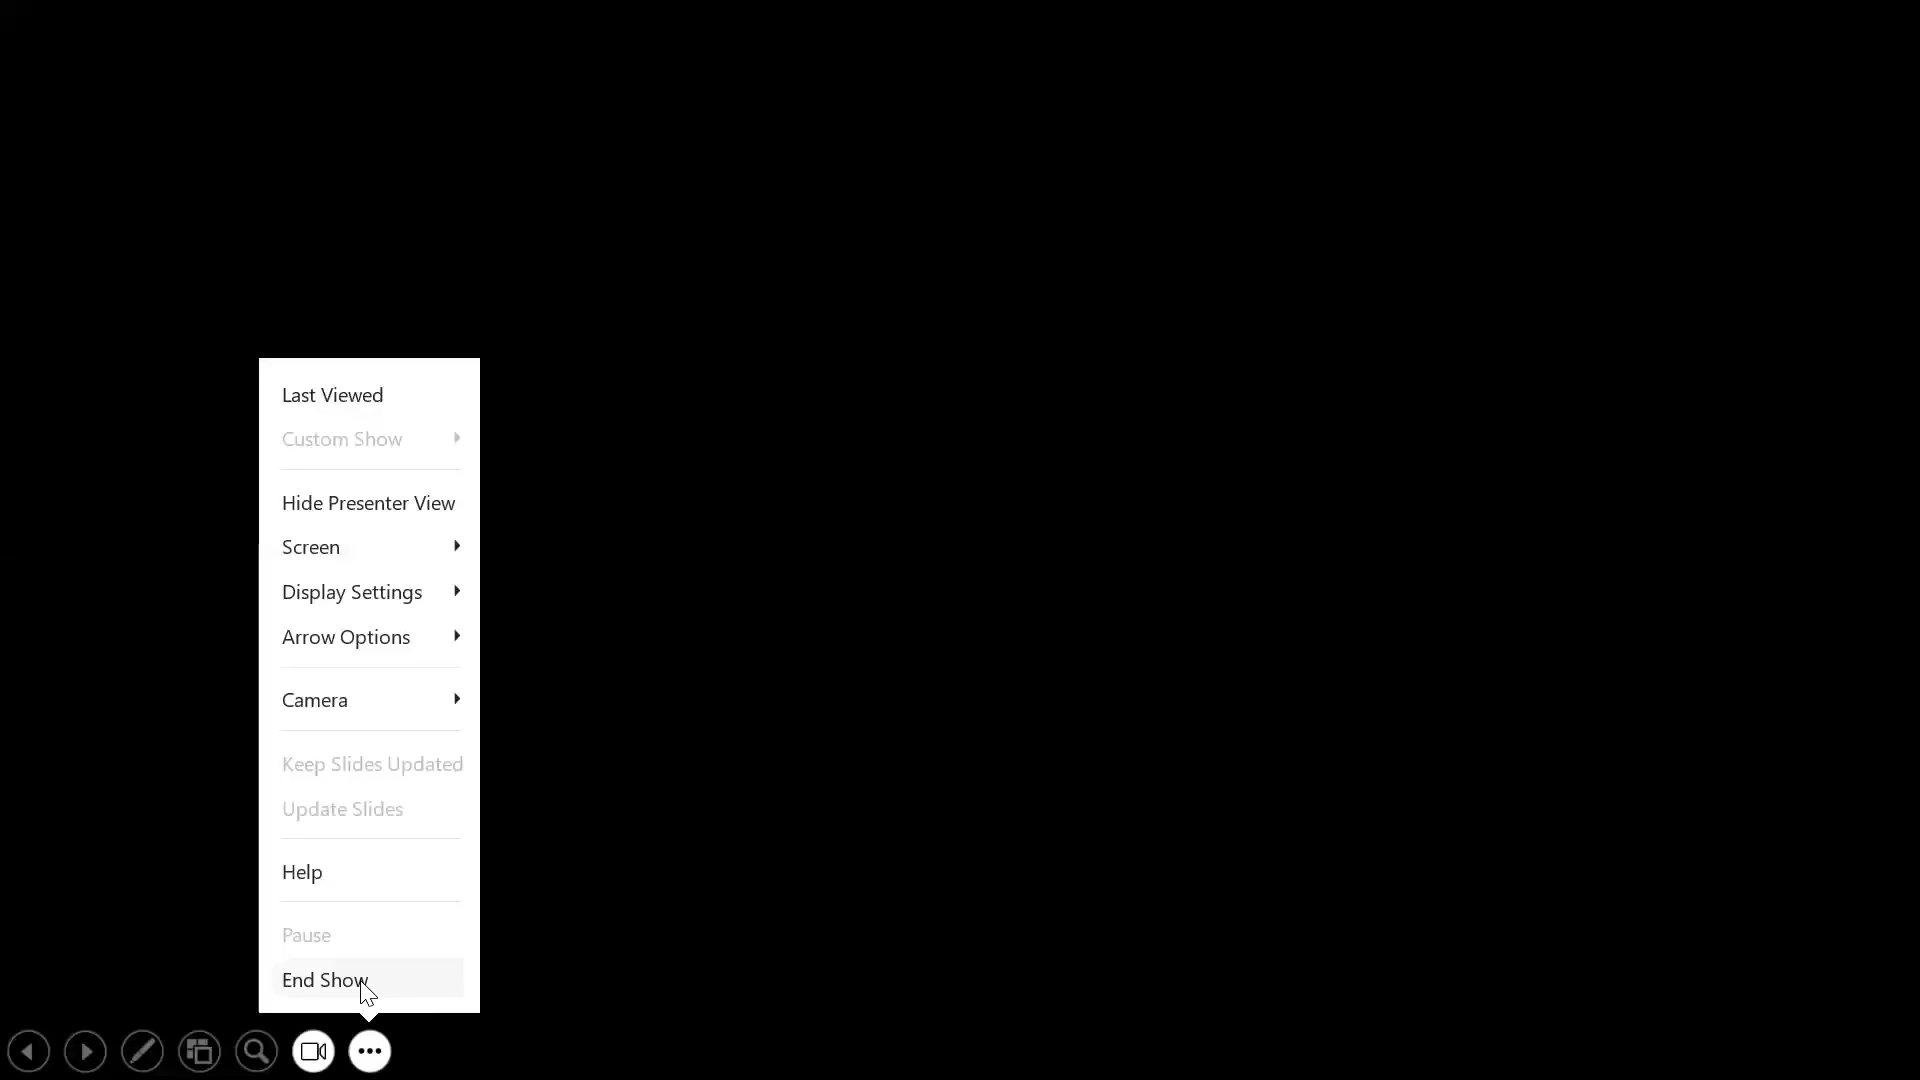 Last Viewed
Custom Show
Hide Presenter View
Screen
Display Settings
Arrow Options
Camera
Keep Slides Updated
Update Slides
Help
Pause
End Show